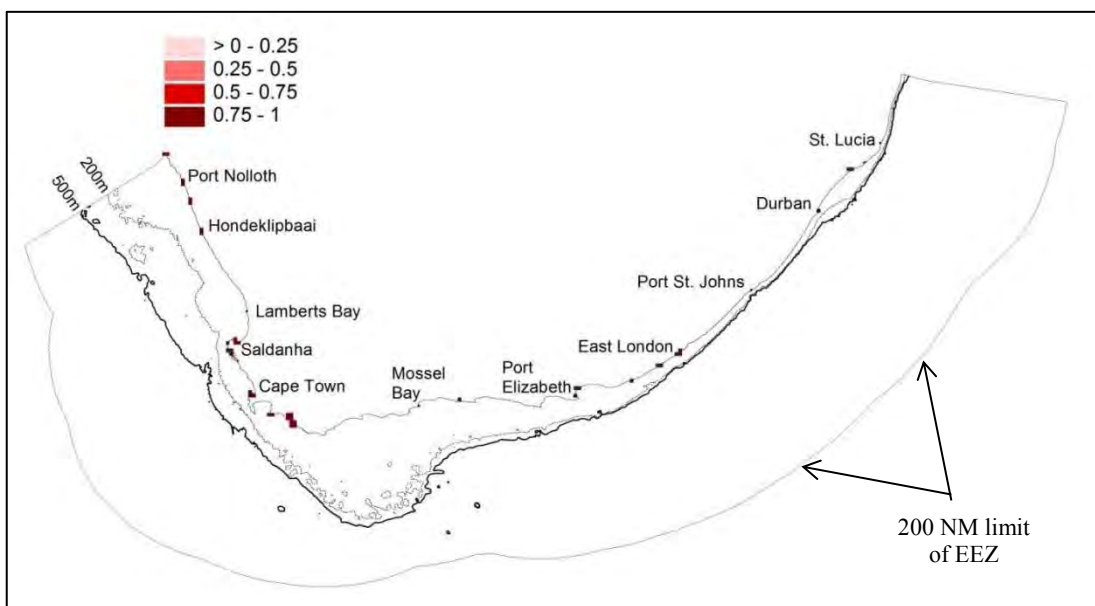 > 0 - 0.25
0.25 - 0.5
0.5 - 0.75
0.75 - 1
St. Lucia
200m
500m
Port Nolloth
Durban
Hondeklipbaai
Port St. Johns
Lamberts Bay
Saldanha
East London
Cape Town
Mossel
Bay
Port
Elizabeth
200 NM limit
of EEZ